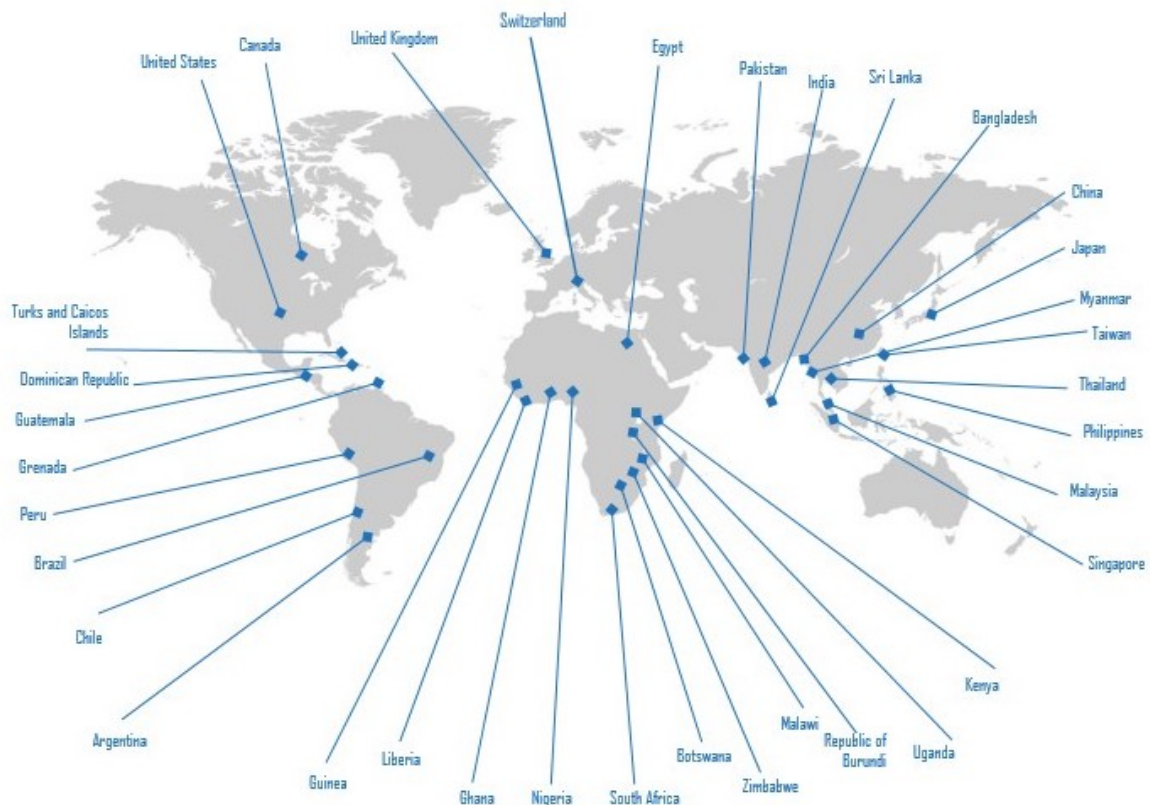 Switzerland
Canada
United Kingdom
Egypt
United States
Pakistan
India
Sri Lanka
Bangladesh
China
Japan
Turks and Caicos
Islands
Myanmar
Taiwan
Dominican Republic
Thailand
Guatemala
Philippines
Grenada
Malaysia
Peru
Brazil
Singapore
Chile
Kenya
Argentina
Malawi
Republic of
Burundi
Uganda
Liberia
Botswana
Guinea
Zimbabwe
Ghana
Nigeria
South Africa